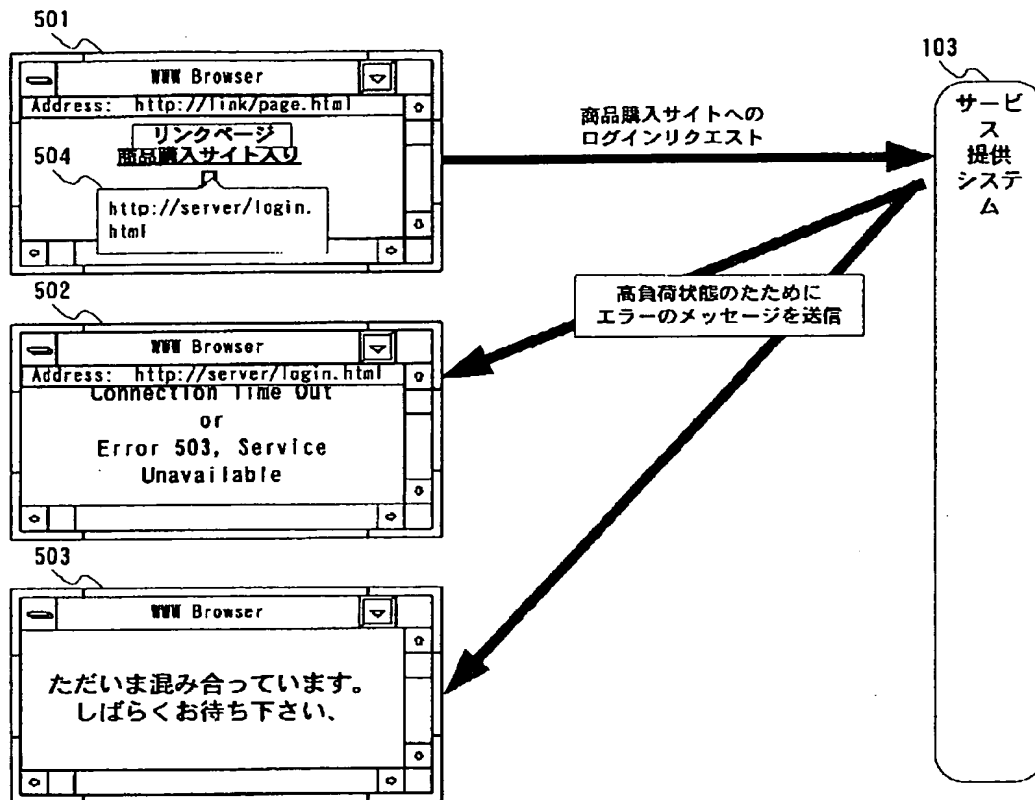 501
WWW Browser
Address: http://link/page.html
リンクページ
商品購入サイト入り
504
http://server/login.
html
商品購入サイトへの
ログインリクエスト
103
サービ
ス
提供
システ
ム
高負荷状態のたために
エラーのメッセージを送信
502
WWW Browser
Address: http://server/login.html
Connection Time Out
or
Error 503, Service
Unavailable
503
WWW Browser
ただいま混み合っています。
しばらくお待ち下さい、